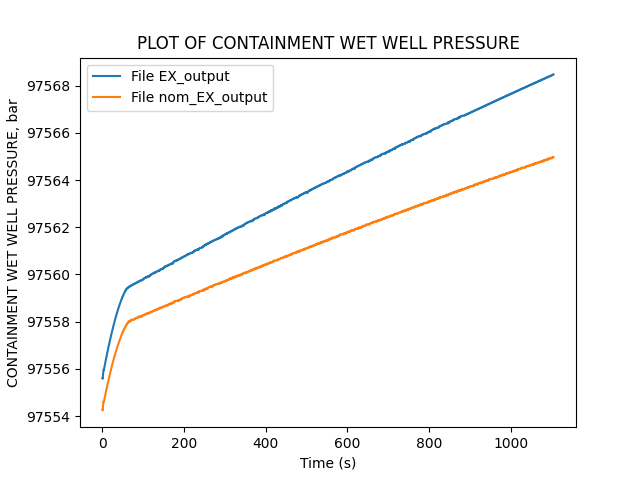 PLOT OF CONTAINMENT WET WELL PRESSURE
File EX_output
File nom_EX_output
CONTAINMENT WET WELL PRESSURE, bar
97568
97566
97564
97562
97560
97558
97556
97554
0 200 400 600 800 1000
Time (s)